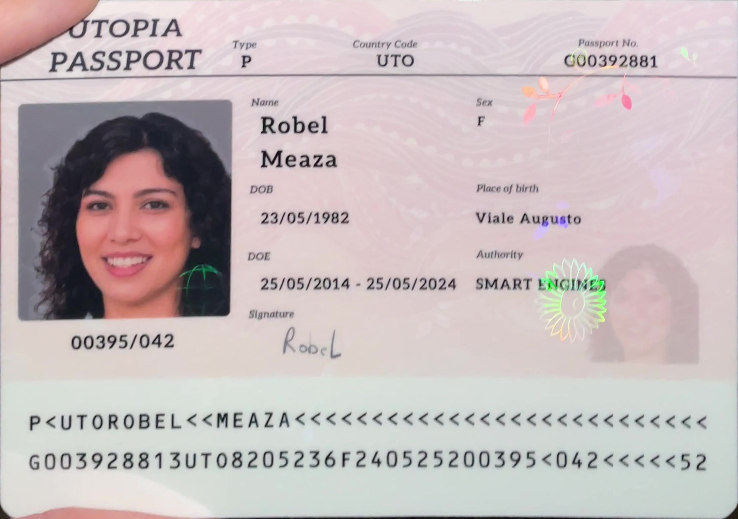 UTOPIA
PASSPORT
Type
P
Country Code
UTO
Passport No.
G00392881
Name
Robel
Meaza
Sex
F
DOB
23/05/1982
Place of birth
Viale Augusto
DOE
25/05/2014 - 25/05/2024
Authority
SMART ENGINES
Signature
Robel
00395/042
P<UTOROBEL<<MEAZA<<<<<<<<<<<<<<<<<<<<<<<<<<<
G003928813UTO8205236F240525200395<042<<<<<52